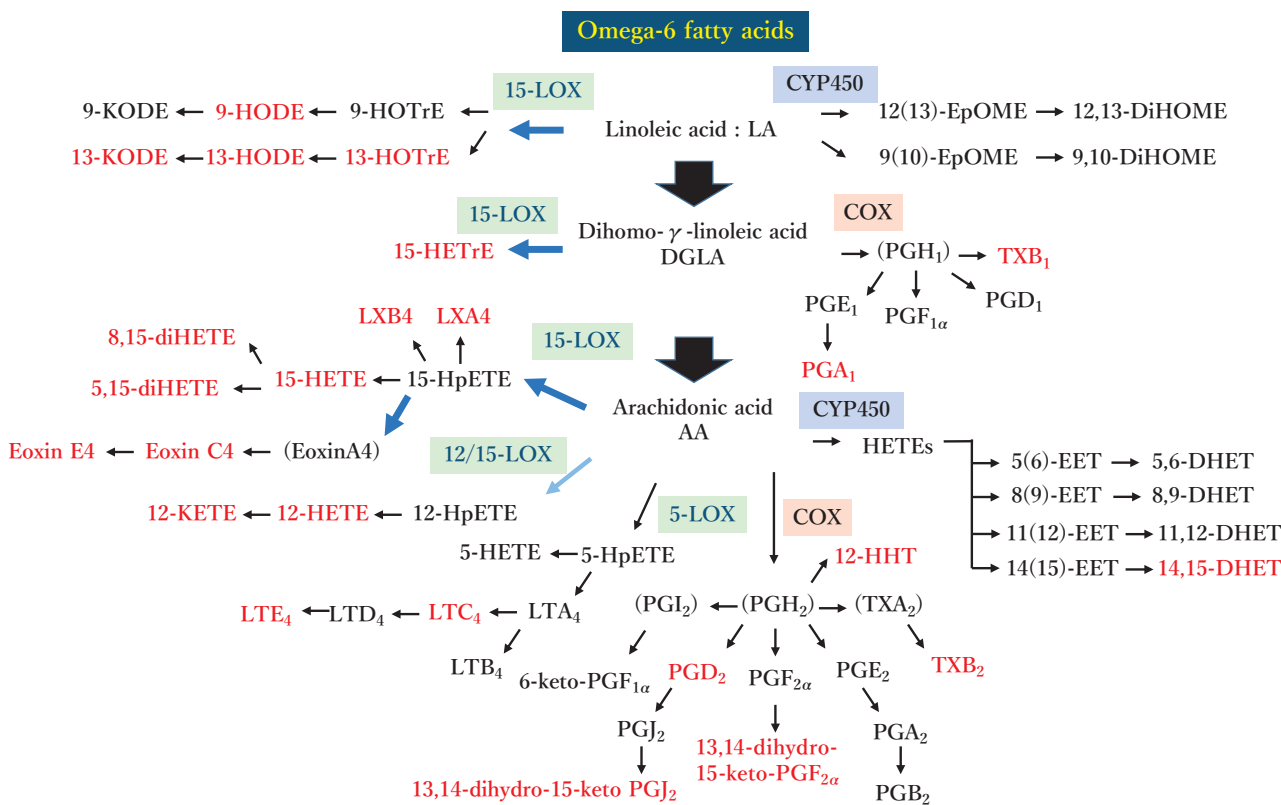 Omega-6 fatty acids
15-LOX
CYP450
9-KODE
9-HODE
9-HOTrE
13-KODE
13-HODE
13-HOTrE
Linoleic acid : LA
12(13)-EpOME
12,13-DiHOME
9(10)-EpOME
9,10-DiHOME
15-LOX
15-HETrE
Dihomo-γ-linoleic acid
DGLA
COX
(PGH₁)
TXB₁
PGE₁
PGF₁α
PGD₁
PGA₁
LXB4
LXA4
15-LOX
8,15-diHETE
5,15-diHETE
15-HETE
15-HpETE
Arachidonic acid
AA
CYP450
HETEs
Eoxin E4
Eoxin C4
(EoxinA4)
12/15-LOX
5(6)-EET
5,6-DHET
8(9)-EET
8,9-DHET
11(12)-EET
11,12-DHET
14(15)-EET
14,15-DHET
12-KETE
12-HETE
12-HpETE
5-LOX
COX
5-HETE
5-HpETE
12-HHT
LTE₄
LTD₄
LTC₄
LTA₄
LTB₄
(PGI₂)
(PGH₂)
(TXA₂)
6-keto-PGF₁α
PGD₂
PGF₂α
PGE₂
TXB₂
PGJ₂
13,14-dihydro-
15-keto-PGF₂α
PGA₂
13,14-dihydro-15-keto PGJ₂
PGB₂